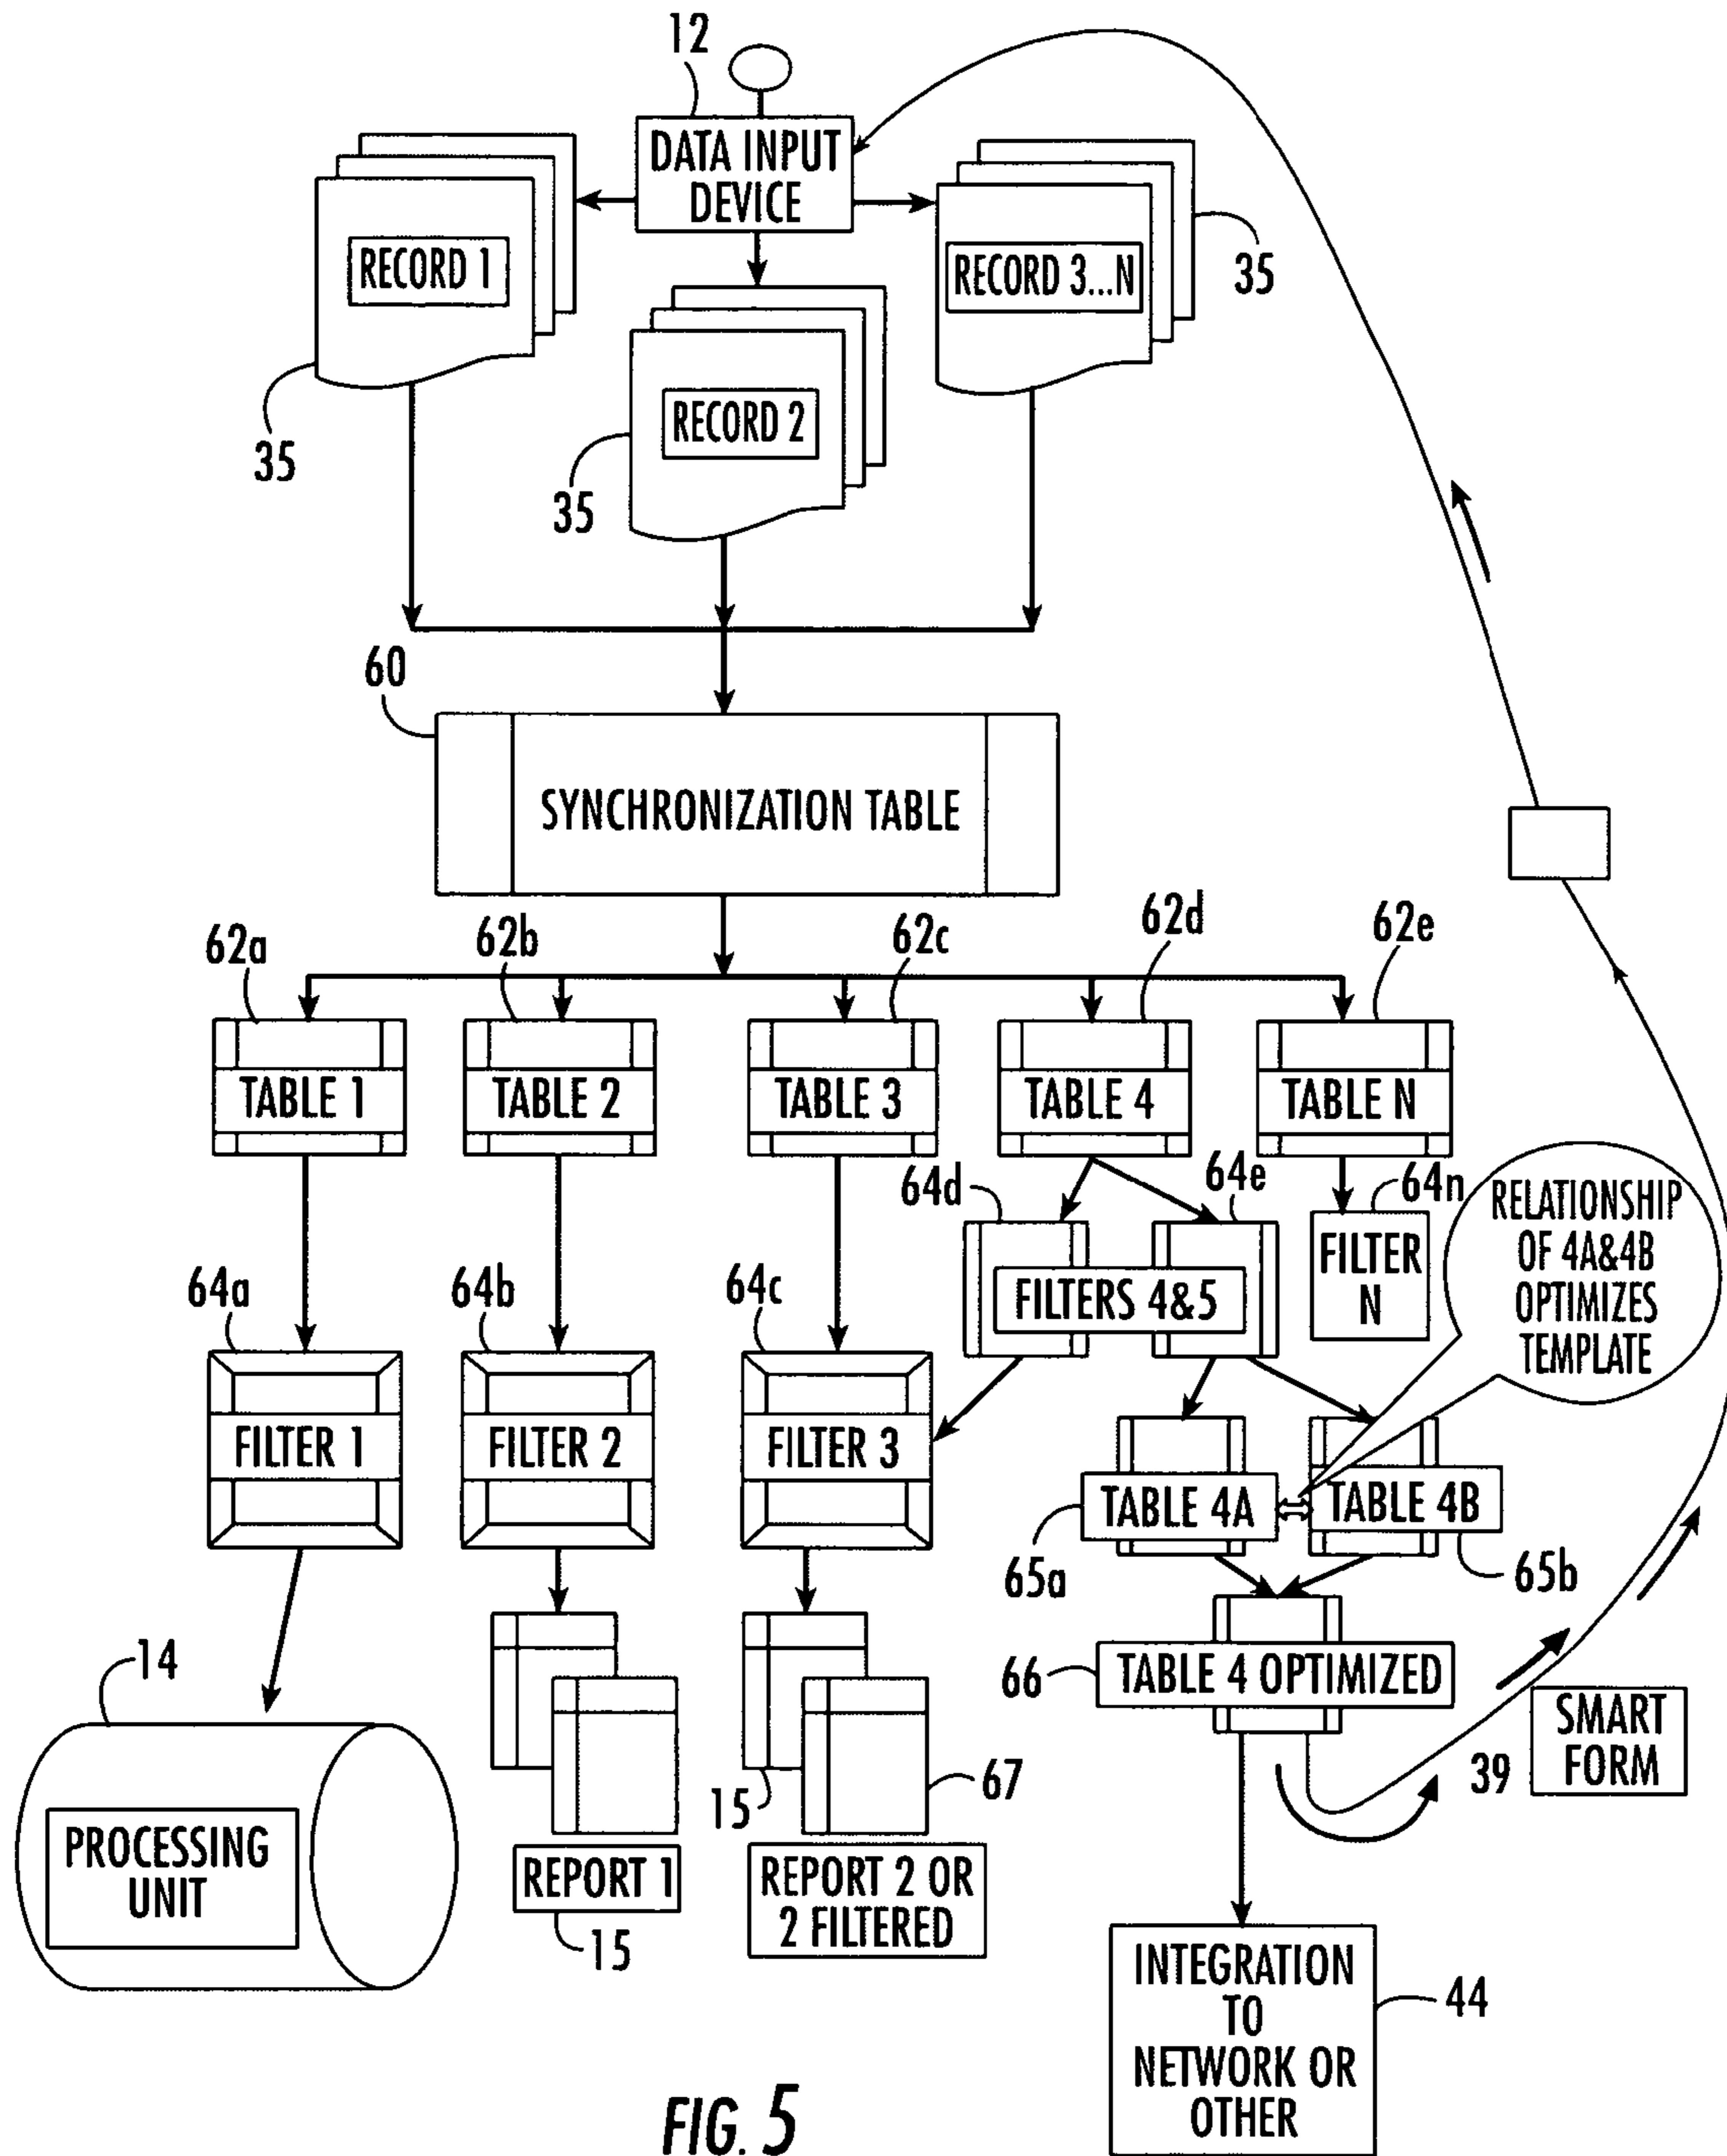 12
DATA INPUT
DEVICE
RECORD 1
RECORD 3...N
35
RECORD 2
35
35
60
SYNCHRONIZATION TABLE
62a
62b
62c
62d
62e
TABLE 1
TABLE 2
TABLE 3
TABLE 4
TABLE N
64d
64e
64n
RELATIONSHIP
OF 4A&4B
OPTIMIZES
TEMPLATE
FILTERS 4&5
FILTER
N
64a
64b
64c
FILTER 1
FILTER 2
FILTER 3
TABLE 4A
TABLE 4B
65a
65b
66
TABLE 4 OPTIMIZED
14
PROCESSING
UNIT
15
67
39
SMART
FORM
REPORT 1
15
REPORT 2 OR
2 FILTERED
INTEGRATION
TO
NETWORK OR
OTHER
44
FIG. 5